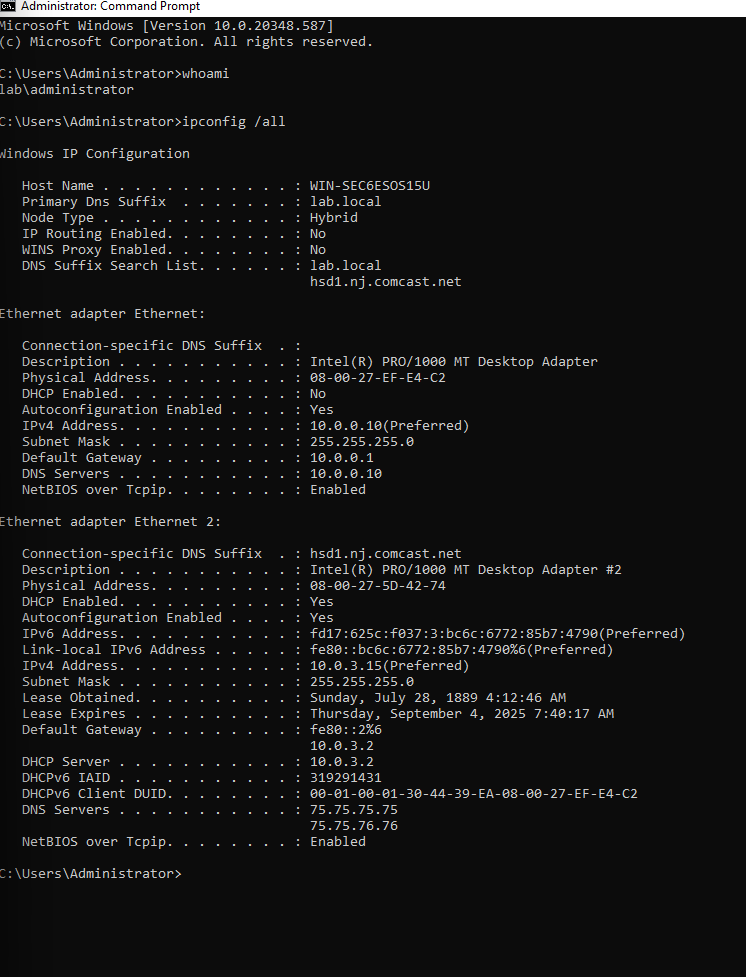 Administrator: Command Prompt
Microsoft Windows [Version 10.0.20348.587]
(c) Microsoft Corporation. All rights reserved.
C:\Users\Administrator>whoami
lab\administrator
C:\Users\Administrator>ipconfig /all
Windows IP Configuration
Host Name . . . . . . . . . . . . : WIN-SEC6ESOS15U
Primary Dns Suffix  . . . . . . . : lab.local
Node Type . . . . . . . . . . . . : Hybrid
IP Routing Enabled. . . . . . . . : No
WINS Proxy Enabled. . . . . . . . : No
DNS Suffix Search List. . . . . . : lab.local
hsd1.nj.comcast.net
Ethernet adapter Ethernet:
Connection-specific DNS Suffix  . :
Description . . . . . . . . . . . : Intel(R) PRO/1000 MT Desktop Adapter
Physical Address. . . . . . . . . : 08-00-27-EF-E4-C2
DHCP Enabled. . . . . . . . . . . : No
Autoconfiguration Enabled . . . . : Yes
IPv4 Address. . . . . . . . . . . : 10.0.0.10(Preferred)
Subnet Mask . . . . . . . . . . . : 255.255.255.0
Default Gateway . . . . . . . . . : 10.0.0.1
DNS Servers . . . . . . . . . . . : 10.0.0.10
NetBIOS over Tcpip. . . . . . . . : Enabled
Ethernet adapter Ethernet 2:
Connection-specific DNS Suffix  . : hsd1.nj.comcast.net
Description . . . . . . . . . . . : Intel(R) PRO/1000 MT Desktop Adapter #2
Physical Address. . . . . . . . . : 08-00-27-5D-42-74
DHCP Enabled. . . . . . . . . . . : Yes
Autoconfiguration Enabled . . . . : Yes
IPv6 Address. . . . . . . . . . . : fd17:625c:f037:3:bc6c:6772:85b7:4790(Preferred)
Link-local IPv6 Address . . . . . : fe80::bc6c:6772:85b7:4790%6(Preferred)
IPv4 Address. . . . . . . . . . . : 10.0.3.15(Preferred)
Subnet Mask . . . . . . . . . . . : 255.255.255.0
Lease Obtained. . . . . . . . . . : Sunday, July 28, 1889 4:12:46 AM
Lease Expires . . . . . . . . . . : Thursday, September 4, 2025 7:40:17 AM
Default Gateway . . . . . . . . . : fe80::2%6
10.0.3.2
DHCP Server . . . . . . . . . . . : 10.0.3.2
DHCPv6 IAID . . . . . . . . . . . : 319291431
DHCPv6 Client DUID. . . . . . . . : 00-01-00-01-30-44-39-EA-08-00-27-EF-E4-C2
DNS Servers . . . . . . . . . . . : 75.75.75.75
75.75.76.76
NetBIOS over Tcpip. . . . . . . . : Enabled
C:\Users\Administrator>